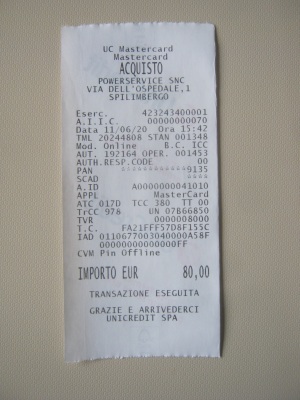 UC Mastercard
Mastercard
ACQUISTO
POWERSERVICE SNC
VIA DELL'OSPEDALE,1
SPILIMBERGO
Eserc. 423243400001
A.I.I.C. 00000000070
Data 11/06/20 Ora 15:42
TML 20244808 STAN 001348
Mod. Online B.C. ICC
AUT. 192164 OPER. 001453
AUTH.RESP.CODE 00
PAN ************9135
SCAD ****
A.ID A0000000041010
APPL MasterCard
ATC 017D TCC 380 TT 00
TrCC 978 UN 07B66850
TVR 0000008000
T.C. FA21FFF57D8F155C
IAD 0110677003040000A58F
00000000000000FF
CVM Pin Offline
IMPORTO EUR 80,00
TRANSAZIONE ESEGUITA
GRAZIE E ARRIVEDERCI
UNICREDIT SPA